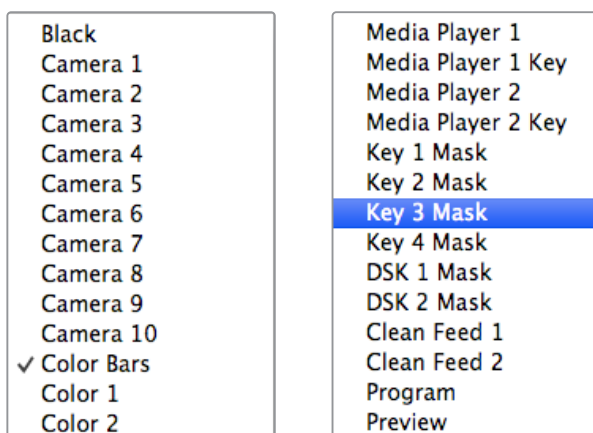 Black
Camera 1
Camera 2
Camera 3
Camera 4
Camera 5
Camera 6
Camera 7
Camera 8
Camera 9
Camera 10
✓ Color Bars
Color 1
Color 2
Media Player 1
Media Player 1 Key
Media Player 2
Media Player 2 Key
Key 1 Mask
Key 2 Mask
Key 3 Mask
Key 4 Mask
DSK 1 Mask
DSK 2 Mask
Clean Feed 1
Clean Feed 2
Program
Preview